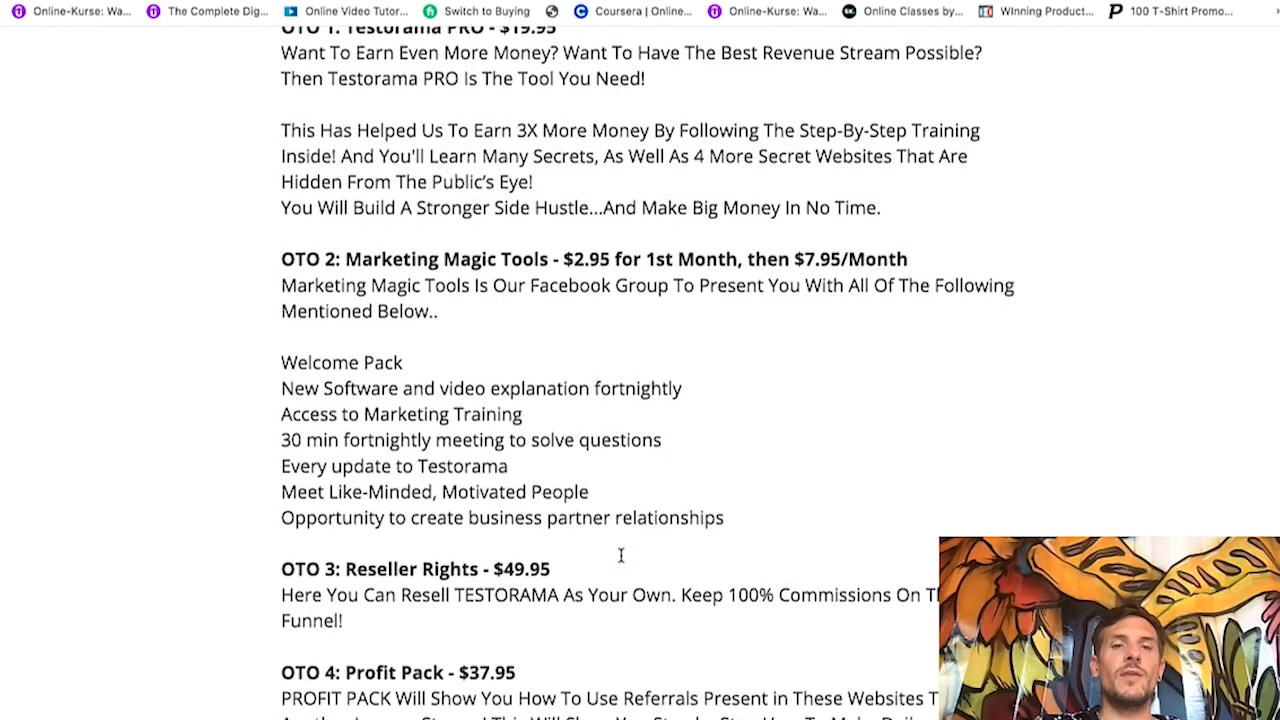 Online-Kurse: Wa... The Complete Dig... Online Video Tutor... Switch to Buying Coursera | Online... Online-Kurse: Wa... Online Classes by... WInning Product... 100 T-Shirt Promo...
OTO 1: Testorama PRO - $19.95
Want To Earn Even More Money? Want To Have The Best Revenue Stream Possible?
Then Testorama PRO Is The Tool You Need!
This Has Helped Us To Earn 3X More Money By Following The Step-By-Step Training
Inside! And You'll Learn Many Secrets, As Well As 4 More Secret Websites That Are
Hidden From The Public’s Eye!
You Will Build A Stronger Side Hustle...And Make Big Money In No Time.
OTO 2: Marketing Magic Tools - $2.95 for 1st Month, then $7.95/Month
Marketing Magic Tools Is Our Facebook Group To Present You With All Of The Following
Mentioned Below..
Welcome Pack
New Software and video explanation fortnightly
Access to Marketing Training
30 min fortnightly meeting to solve questions
Every update to Testorama
Meet Like-Minded, Motivated People
Opportunity to create business partner relationships
OTO 3: Reseller Rights - $49.95
Here You Can Resell TESTORAMA As Your Own. Keep 100% Commissions On
Funnel!
OTO 4: Profit Pack - $37.95
PROFIT PACK Will Show You How To Use Referrals Present in These Websites